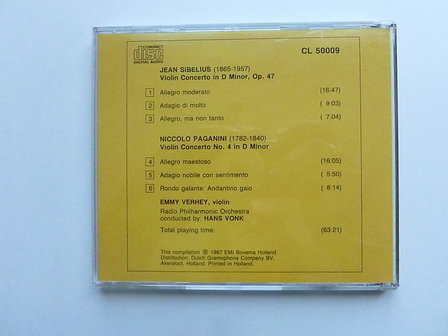 COMPACT
disc
DIGITAL AUDIO
CL 50009
JEAN SIBELIUS (1865-1957)
Violin Concerto in D Minor, Op. 47
1 Allegro moderato (16:47)
2 Adagio di molto ( 9:03)
3 Allegro, ma non tanto ( 7:04)
NICCOLO PAGANINI (1782-1840)
Violin Concerto No. 4 in D Minor
4 Allegro maestoso (16:05)
5 Adagio nobile con sentimento ( 5:50)
6 Rondo galante: Andantino gaio ( 8:14)
EMMY VERHEY, violin
Radio Philharmonic Orchestra
conducted by: HANS VONK
Total playing time: (63:21)
This compilation ℗ 1987 EMI Bovema Holland.
Distribution: Dutch Gramophone Company BV,
Akersloot, Holland. Printed in Holland.